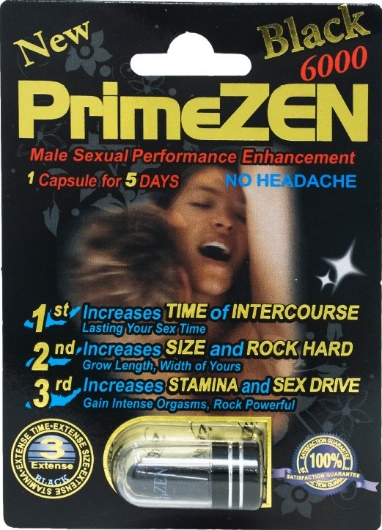 New
Black
6000
PrimeZEN
Male Sexual Performance Enhancement
1 Capsule for 5 DAYS
NO HEADACHE
1st Increases TIME of INTERCOURSE
Lasting Your Sex Time
2nd Increases SIZE and ROCK HARD
Grow Length, Width of Yours
3rd Increases STAMINA and SEX DRIVE
Gain Intense Orgasms, Rock Powerful
EXTENSE STAMINA•EXTENSE TIME•EXTENSE SIZE•
3
Extense
BLACK
ZEN
SATISFACTION GUARANTEE
100%
SATISFACTION GUARANTEE